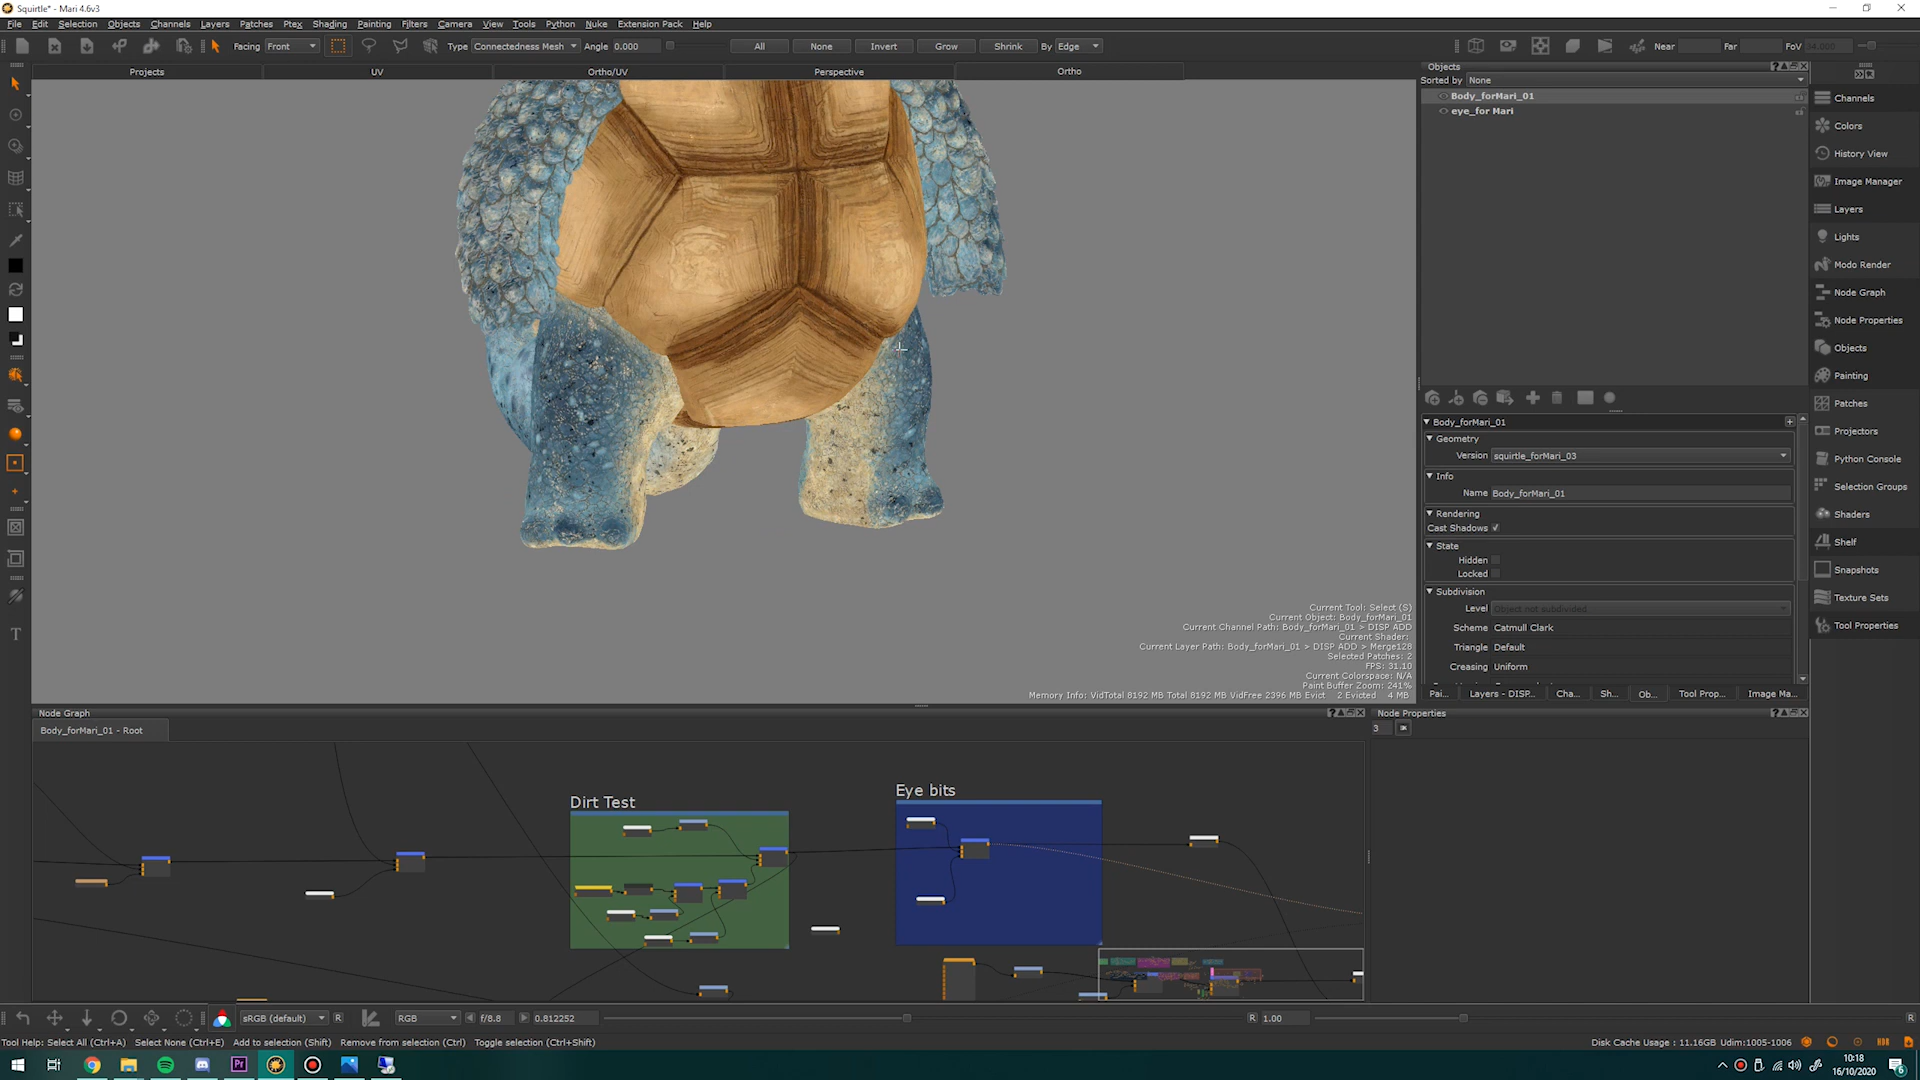 Squirtle* - Mari 4.6v3
File Edit Selection Objects Channels Layers Patches Ptex Shading Painting Filters Camera View Tools Python Nuke Extension Pack Help
Facing Front Type Connectedness Mesh Angle 0.000 All None Invert Grow Shrink By Edge Near Far FoV
Projects UV Ortho/UV Perspective Ortho
Objects
Sorted by None
Body_forMari_01
eye_for Mari
Channels
Colors
History View
Image Manager
Layers
Lights
Modo Render
Node Graph
Node Properties
Objects
Painting
Patches
Projectors
Python Console
Selection Groups
Shaders
Shelf
Snapshots
Texture Sets
Tool Properties
Body_forMari_01
Geometry
Version squirtle_forMari_03
Info
Name Body_forMari_01
Rendering
Cast Shadows
State
Hidden
Locked
Subdivision
Level Object not subdivided
Scheme Catmull Clark
Triangle Default
Creasing Uniform
Pai... Layers - DISP... Cha... Sh... Ob... Tool Prop... Image Ma...
Current Tool: Select (S)
Current Object: Body_forMari_01
Current Channel Path: Body_forMari_01 > DISP ADD
Current Shader:
Current Layer Path: Body_forMari_01 > DISP ADD > Merge128
Selected Patches: 2
FPS: 31.10
Current Colorspace: N/A
Paint Buffer Zoom: 241%
Memory Info: VidTotal 8192 MB Total 8192 MB VidFree 2396 MB Evict 2 Evicted 4 MB
Node Graph
Body_forMari_01 - Root
Dirt Test
Eye bits
Node Properties
3
sRGB (default) R RGB f/8.8 0.812252 R 1.00 R
Tool Help: Select All (Ctrl+A) Select None (Ctrl+E) Add to selection (Shift) Remove from selection (Ctrl) Toggle selection (Ctrl+Shift)
Disk Cache Usage : 11.16GB Udim:1005-1006
10:18
16/10/2020